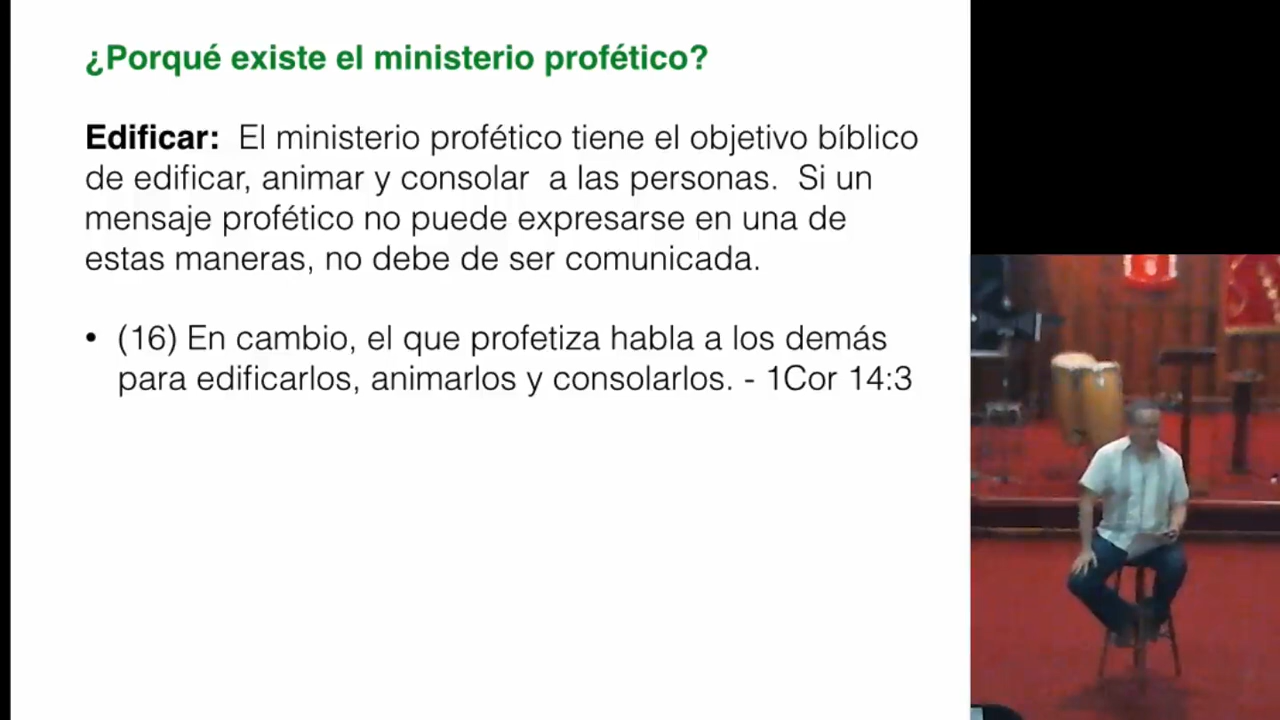 ¿Porqué existe el ministerio profético?
Edificar:  El ministerio profético tiene el objetivo bíblico
de edificar, animar y consolar  a las personas.  Si un
mensaje profético no puede expresarse en una de
estas maneras, no debe de ser comunicada.
• (16) En cambio, el que profetiza habla a los demás
para edificarlos, animarlos y consolarlos. - 1Cor 14:3